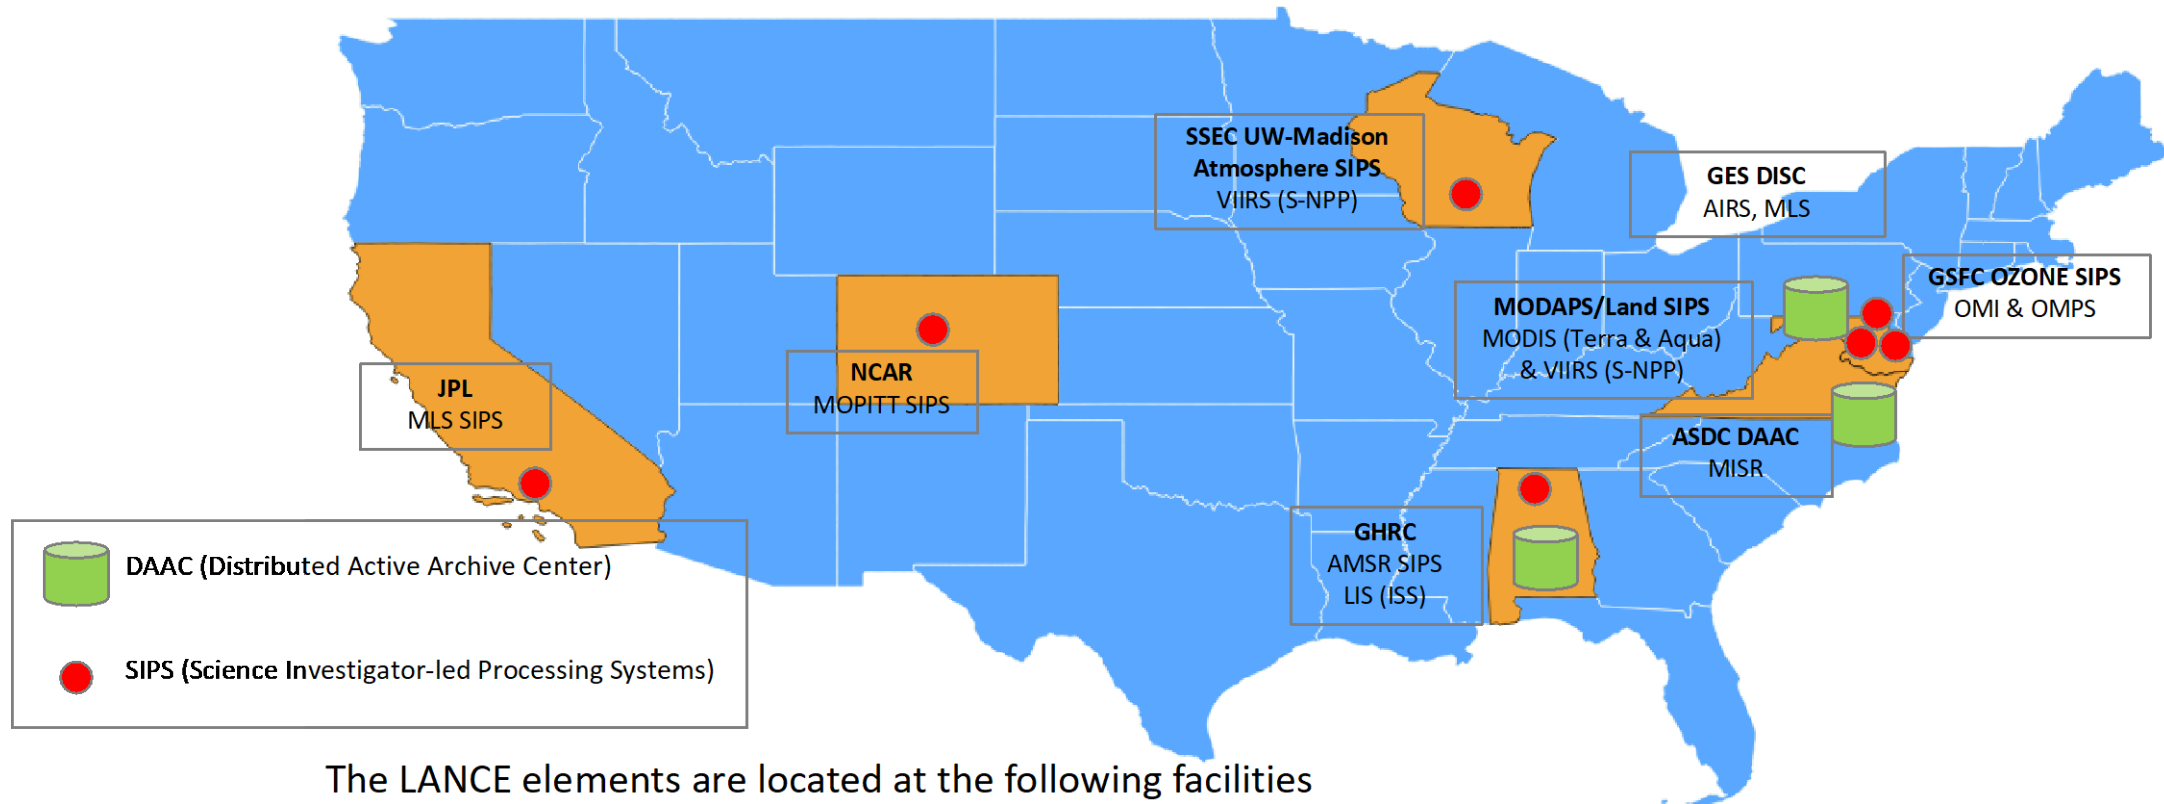 SSEC UW-Madison
Atmosphere SIPS
VIIRS (S-NPP)
GES DISC
AIRS, MLS
GSFC OZONE SIPS
OMI & OMPS
MODAPS/Land SIPS
MODIS (Terra & Aqua)
& VIIRS (S-NPP)
JPL
MLS SIPS
NCAR
MOPITT SIPS
ASDC DAAC
MISR
GHRC
AMSR SIPS
LIS (ISS)
DAAC (Distributed Active Archive Center)
SIPS (Science Investigator-led Processing Systems)
The LANCE elements are located at the following facilities